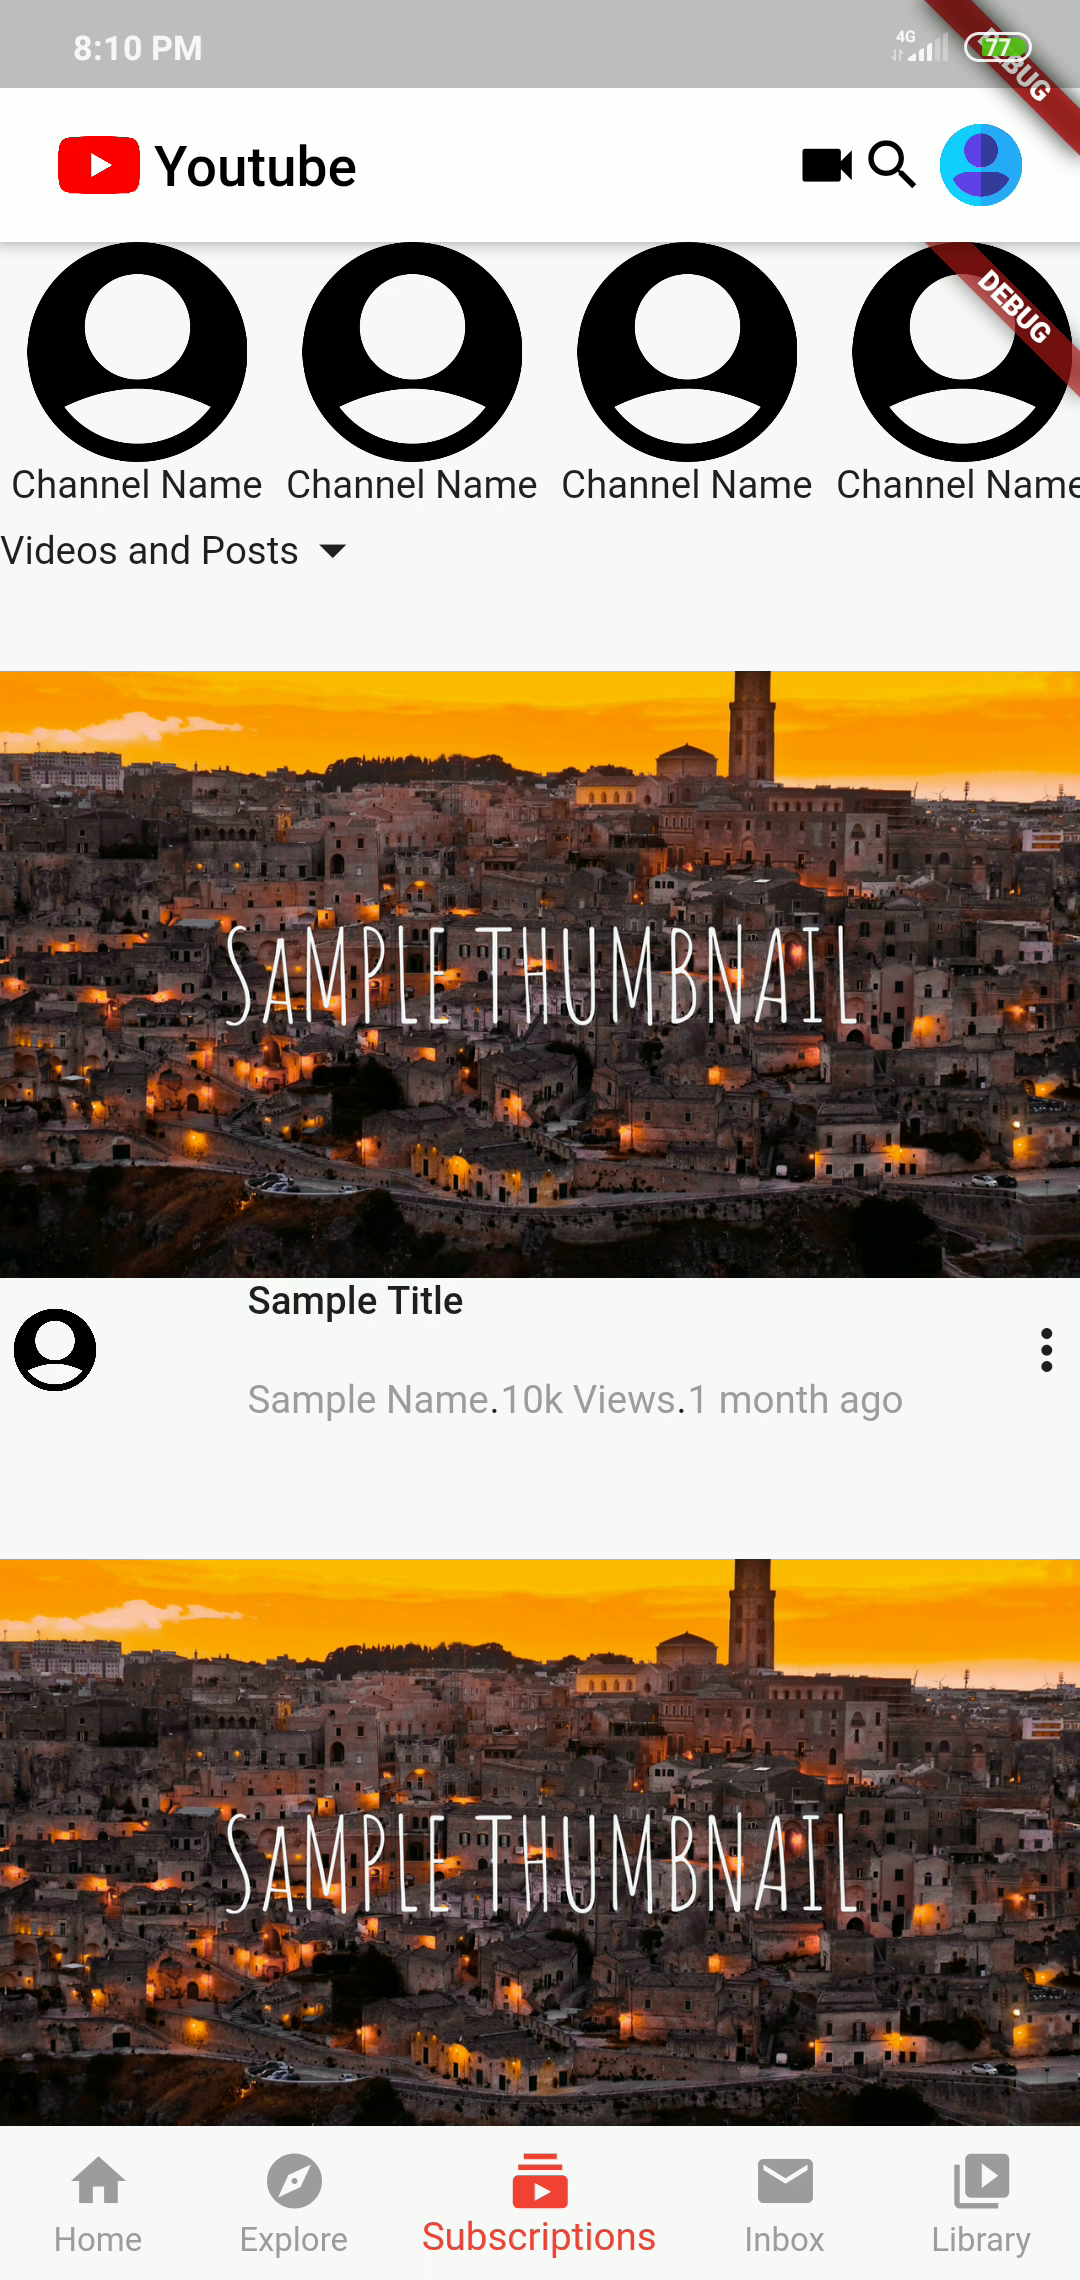 8:10 PM
4G
77
DEBUG
Youtube
DEBUG
Channel Name Channel Name Channel Name Channel Name
Videos and Posts
SAMPLE THUMBNAIL
Sample Title
Sample Name.10k Views.1 month ago
SAMPLE THUMBNAIL
Home Explore Subscriptions Inbox Library